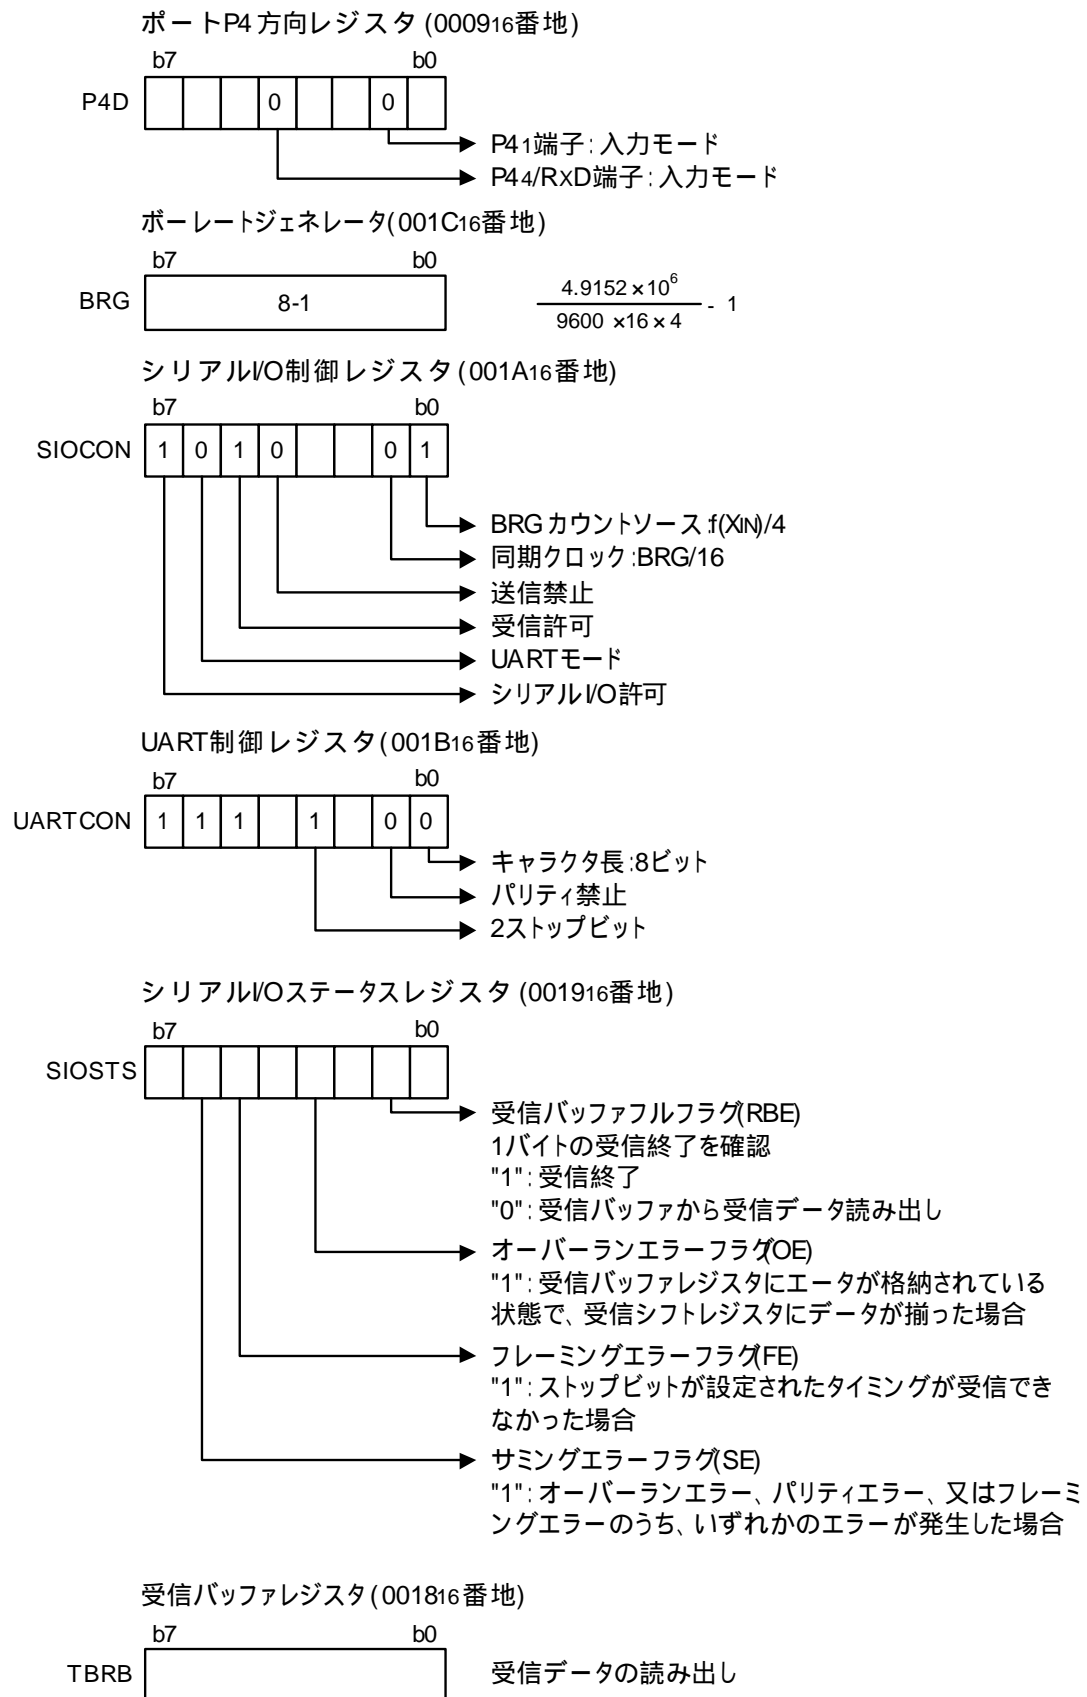 ポートP4方向レジスタ(000916番地)
b7 b0
P4D 0 0
P41端子:入力モード
P44/RXD端子:入力モード
ボーレートジェネレータ(001C16番地)
b7 b0
BRG 8-1
4.9152×10^6
9600×16×4
- 1
シリアルI/O制御レジスタ(001A16番地)
b7 b0
SIOCON 1 0 1 0 0 1
BRGカウントソース:f(XIN)/4
同期クロック:BRG/16
送信禁止
受信許可
UARTモード
シリアルI/O許可
UART制御レジスタ(001B16番地)
b7 b0
UARTCON 1 1 1 1 0 0
キャラクタ長:8ビット
パリティ禁止
2ストップビット
シリアルI/Oステータスレジスタ(001916番地)
b7 b0
SIOSTS
受信バッファフルフラグ(RBE)
1バイトの受信終了を確認
"1":受信終了
"0":受信バッファから受信データ読み出し
オーバーランエラーフラグ(OE)
"1":受信バッファレジスタにエータが格納されている
状態で、受信シフトレジスタにデータが揃った場合
フレーミングエラーフラグ(FE)
"1":ストップビットが設定されたタイミングが受信でき
なかった場合
サミングエラーフラグ(SE)
"1":オーバーランエラー、パリティエラー、又はフレーミ
ングエラーのうち、いずれかのエラーが発生した場合
受信バッファレジスタ(001816番地)
b7 b0
TBRB 受信データの読み出し